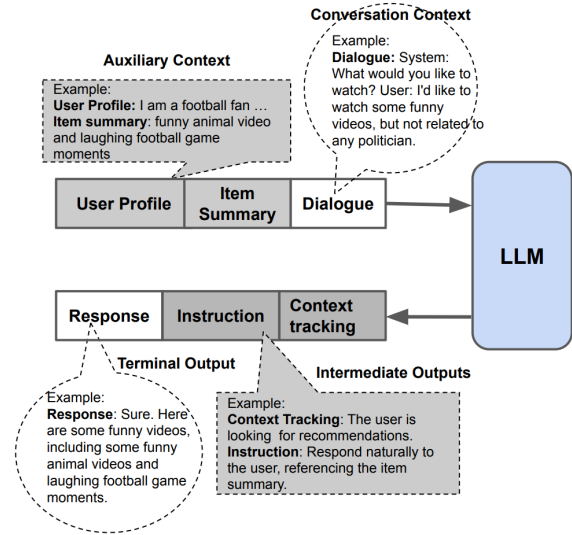 Conversation Context
Example:
Dialogue: System:
What would you like to
watch? User: I'd like to
watch some funny
videos, but not related to
any politician.
Auxiliary Context
Example:
User Profile: I am a football fan ...
Item summary: funny animal video
and laughing football game
moments
User Profile
Item
Summary
Dialogue
LLM
Response
Instruction
Context
tracking
Terminal Output
Example:
Response: Sure. Here
are some funny videos,
including some funny
animal videos and
laughing football game
moments.
Intermediate Outputs
Example:
Context Tracking: The user is
looking for recommendations.
Instruction: Respond naturally to
the user, referencing the item
summary.